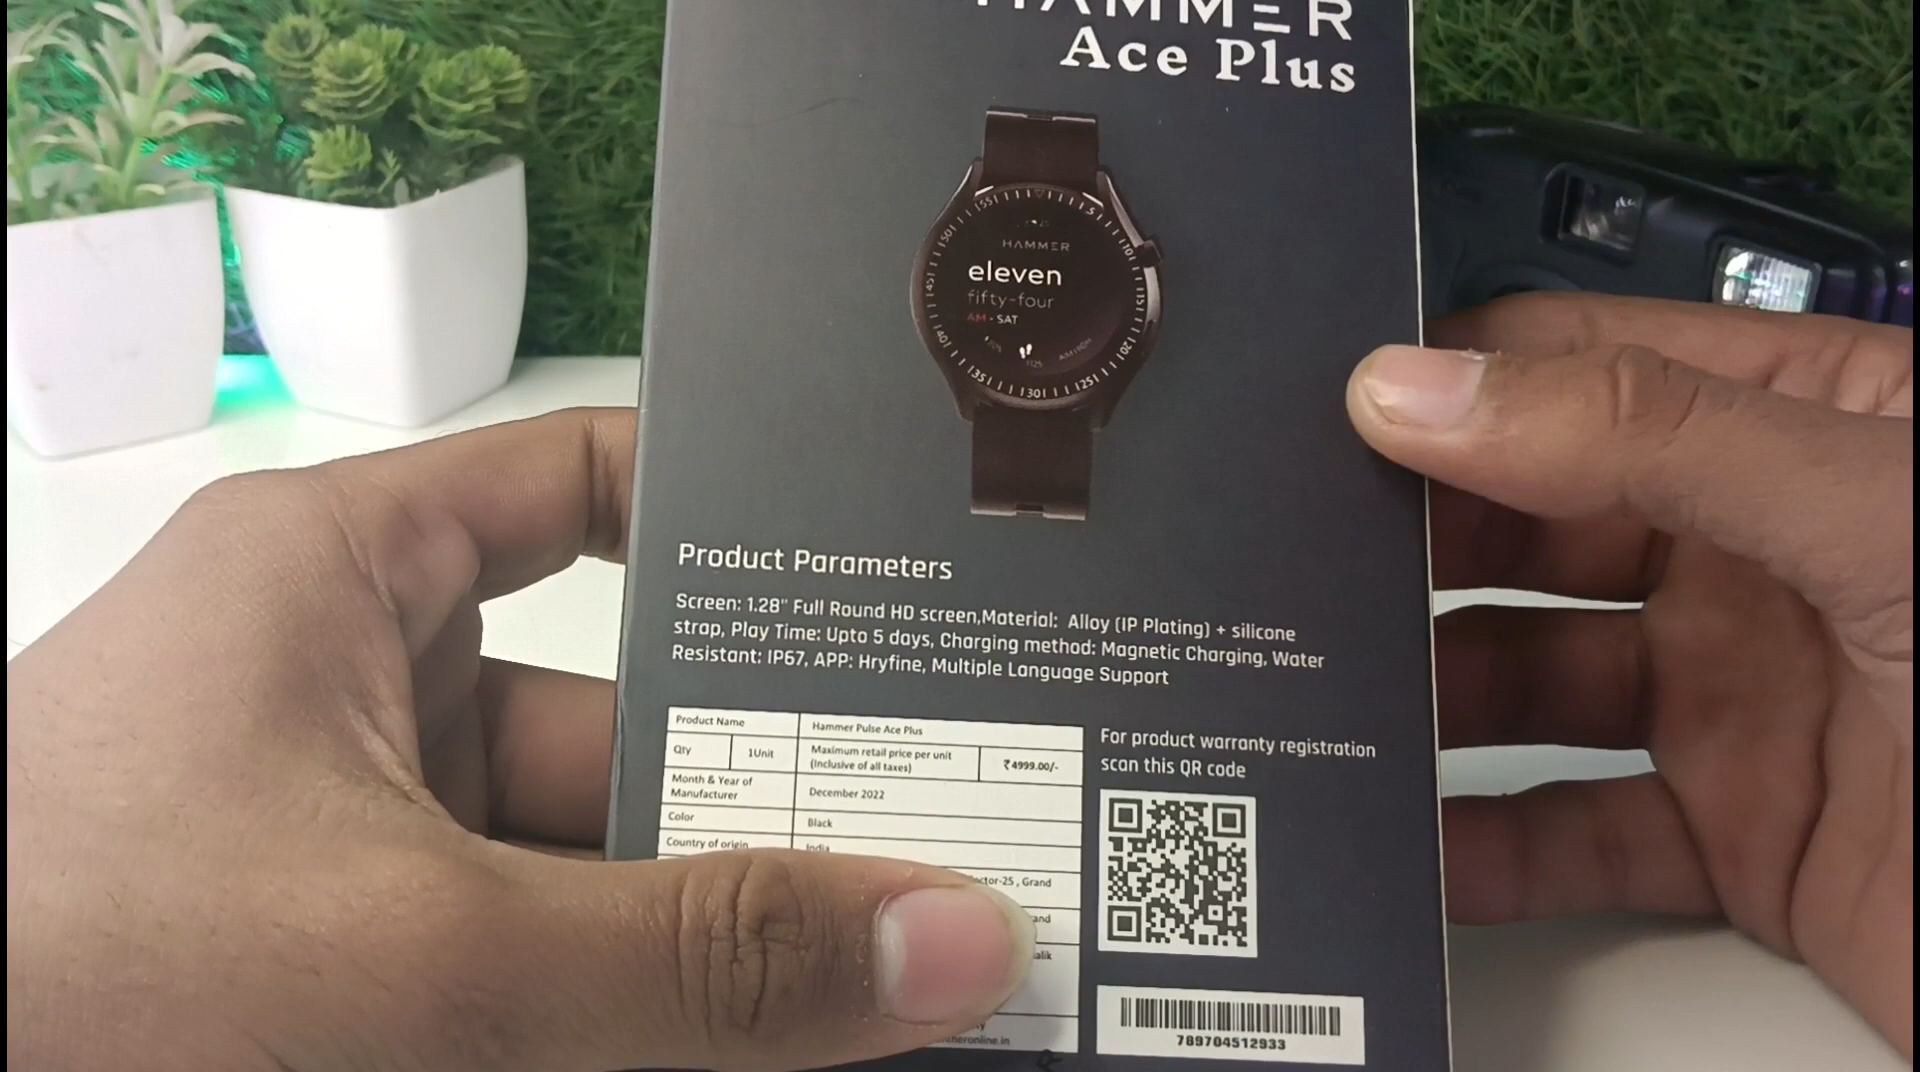 HAMMER
Ace Plus
HAMMER
eleven
fifty-four
AM - SAT
Product Parameters
Screen: 1.28" Full Round HD screen,Material: Alloy (IP Plating) + silicone
strap, Play Time: Upto 5 days, Charging method: Magnetic Charging, Water
Resistant: IP67, APP: Hryfine, Multiple Language Support
Product Name Hammer Pulse Ace Plus
Qty 1Unit Maximum retail price per unit (Inclusive of all taxes) ₹4999.00/-
Month & Year of
Manufacturer December 2022
Color Black
Country of origin India
, Grand
For product warranty registration
scan this QR code
789704512933